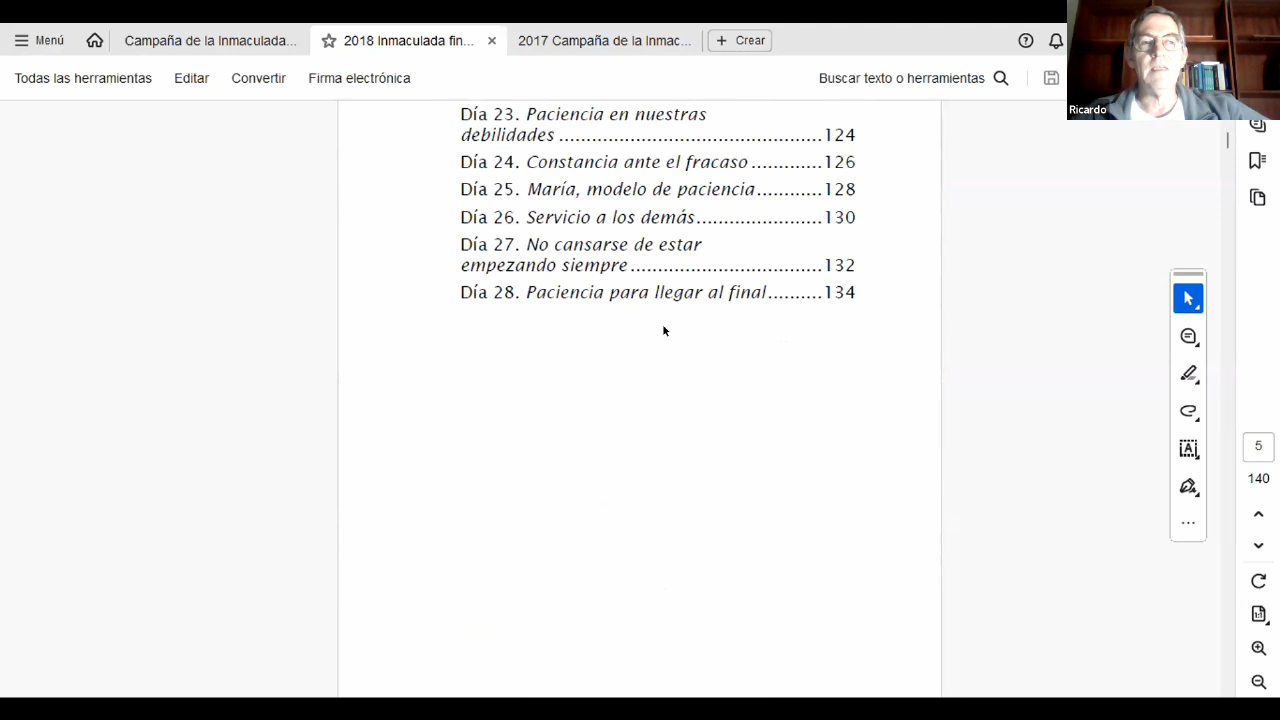 Menú
Campaña de la Inmaculada...
2018 Inmaculada fin...
2017 Campaña de la Inmac...
Crear
Todas las herramientas
Editar
Convertir
Firma electrónica
Buscar texto o herramientas
Ricardo
Día 23. Paciencia en nuestras
debilidades ..........................................124
Día 24. Constancia ante el fracaso ...........126
Día 25. María, modelo de paciencia...........128
Día 26. Servicio a los demás.....................130
Día 27. No cansarse de estar
empezando siempre................................132
Día 28. Paciencia para llegar al final.........134
5
140